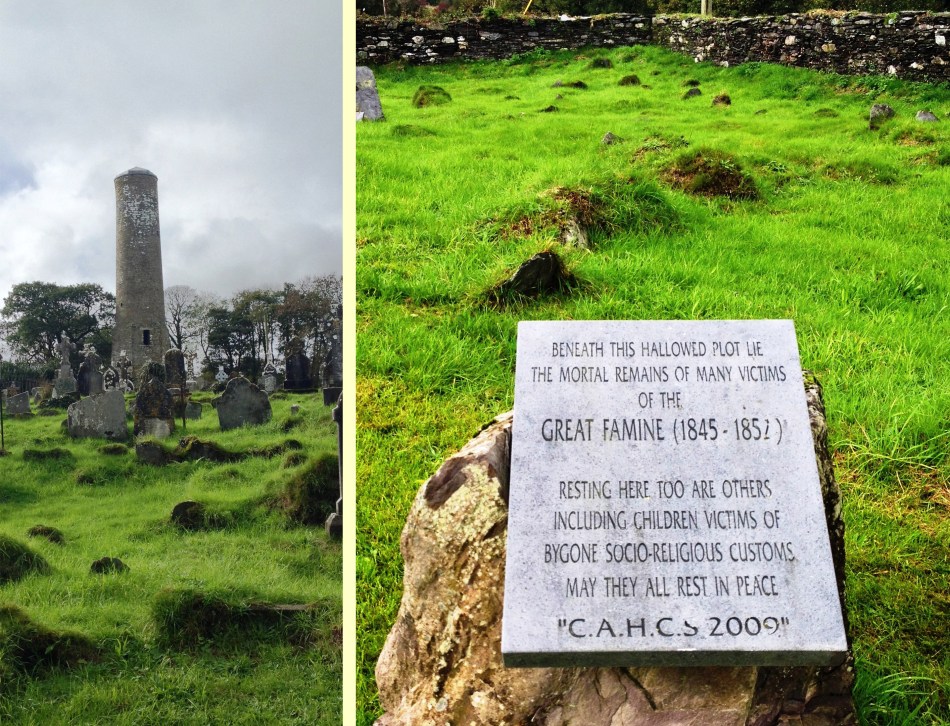 BENEATH THIS HALLOWED PLOT LIE
THE MORTAL REMAINS OF MANY VICTIMS
OF THE
GREAT FAMINE (1845 - 1852)
RESTING HERE TOO ARE OTHERS
INCLUDING CHILDREN VICTIMS OF
BYGONE SOCIO-RELIGIOUS CUSTOMS
MAY THEY ALL REST IN PEACE
"C.A.H.C.S 2009"